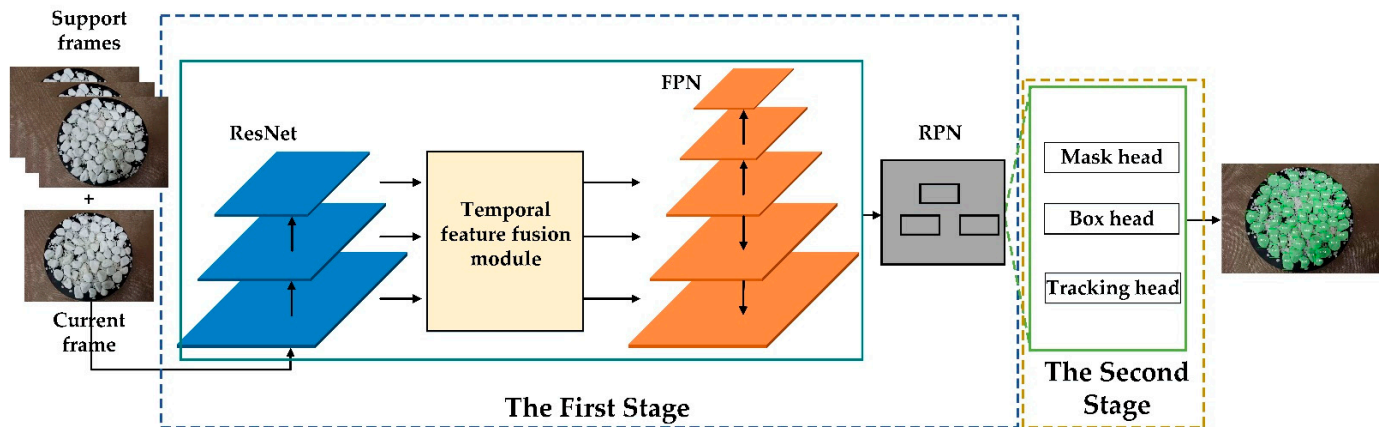 Support
frames
+
Current
frame
ResNet
Temporal
feature fusion
module
FPN
RPN
The First Stage
Mask head
Box head
Tracking head
The Second
Stage